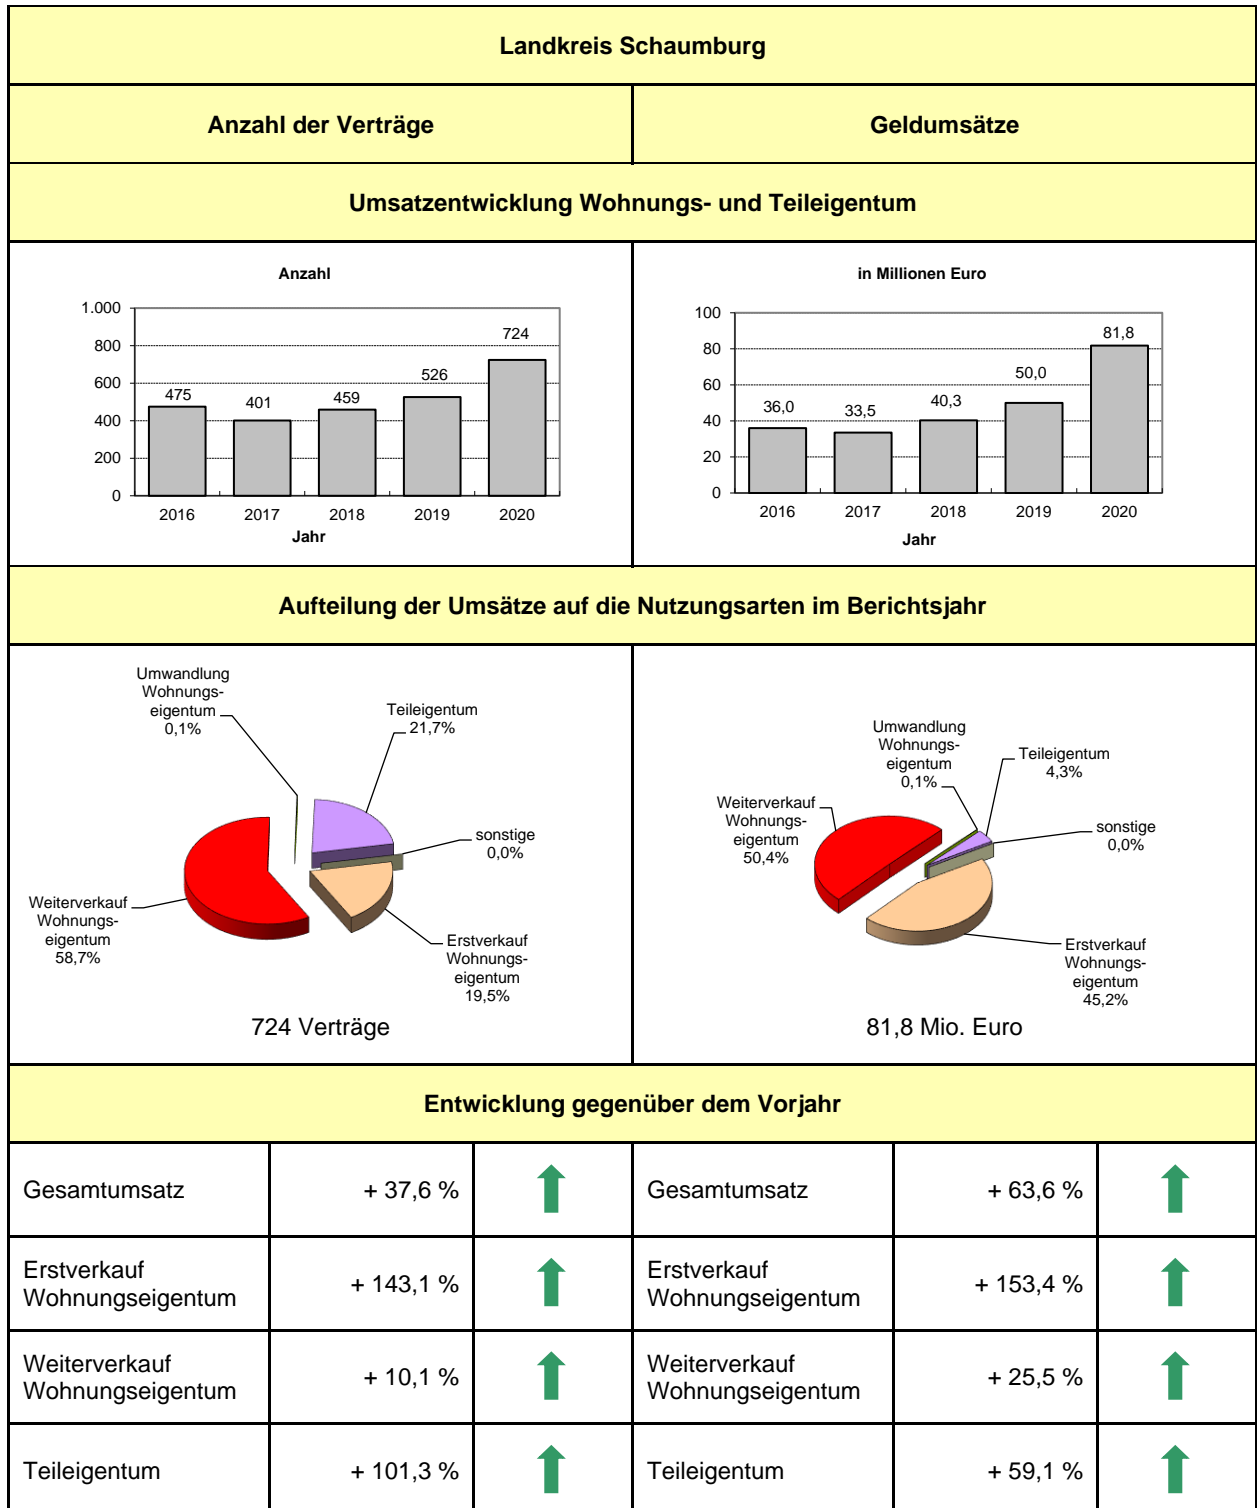 Landkreis Schaumburg
Anzahl der Verträge
Geldumsätze
Umsatzentwicklung Wohnungs- und Teileigentum
Anzahl
1.000
800
600
400
200
0
475
401
459
526
724
2016 2017 2018 2019 2020
Jahr
in Millionen Euro
100
80
60
40
20
0
36,0
33,5
40,3
50,0
81,8
2016 2017 2018 2019 2020
Jahr
Aufteilung der Umsätze auf die Nutzungsarten im Berichtsjahr
Umwandlung
Wohnungs-
eigentum
0,1%
Teileigentum
21,7%
sonstige
0,0%
Weiterverkauf
Wohnungs-
eigentum
58,7%
Erstverkauf
Wohnungs-
eigentum
19,5%
724 Verträge
Umwandlung
Wohnungs-
eigentum
0,1%
Teileigentum
4,3%
Weiterverkauf
Wohnungs-
eigentum
50,4%
sonstige
0,0%
Erstverkauf
Wohnungs-
eigentum
45,2%
81,8 Mio. Euro
Entwicklung gegenüber dem Vorjahr
Gesamtumsatz + 37,6 %
Gesamtumsatz + 63,6 %
Erstverkauf
Wohnungseigentum
+ 143,1 %
Erstverkauf
Wohnungseigentum
+ 153,4 %
Weiterverkauf
Wohnungseigentum
+ 10,1 %
Weiterverkauf
Wohnungseigentum
+ 25,5 %
Teileigentum + 101,3 %
Teileigentum + 59,1 %